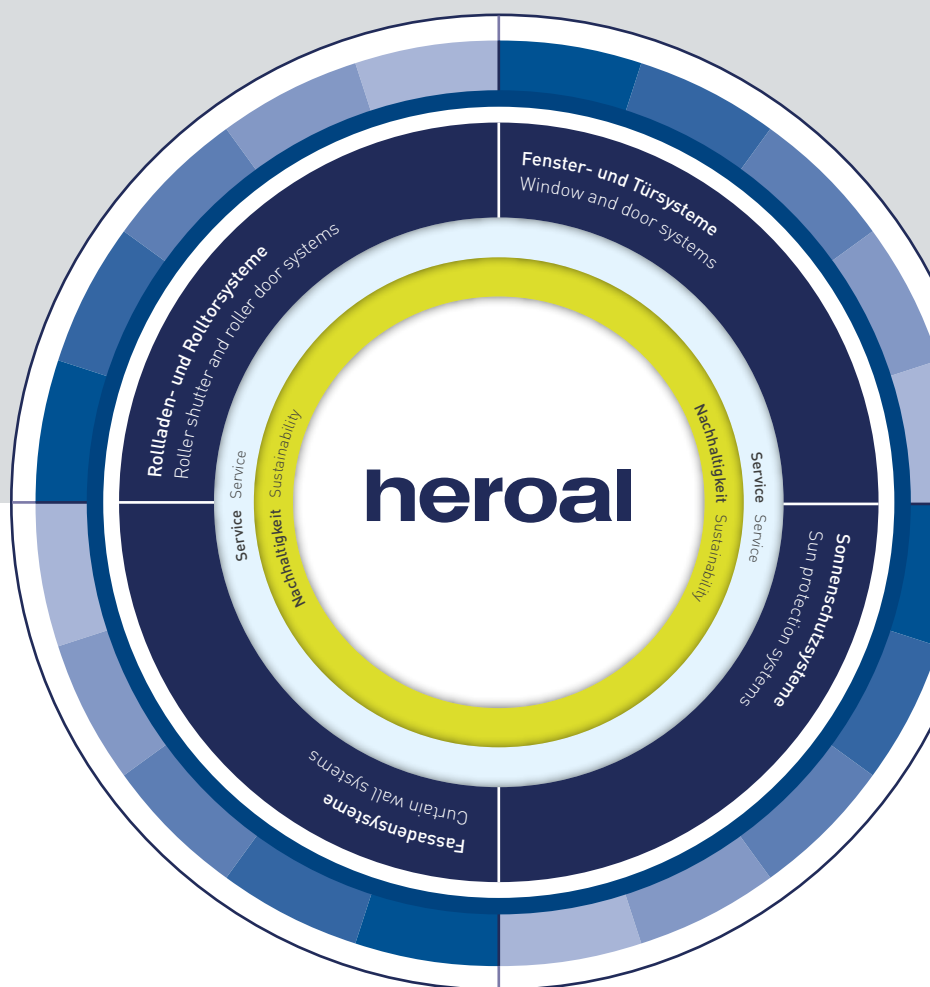 Fenster- und Türsysteme
Window and door systems
Rollladen- und Rolltorsysteme
Roller shutter and roller door systems
Service Service
Nachhaltigkeit Sustainability
heroal
Nachhaltigkeit Sustainability
Service Service
Sonnenschutzsysteme
Sun protection systems
Fassadensysteme
Curtain wall systems